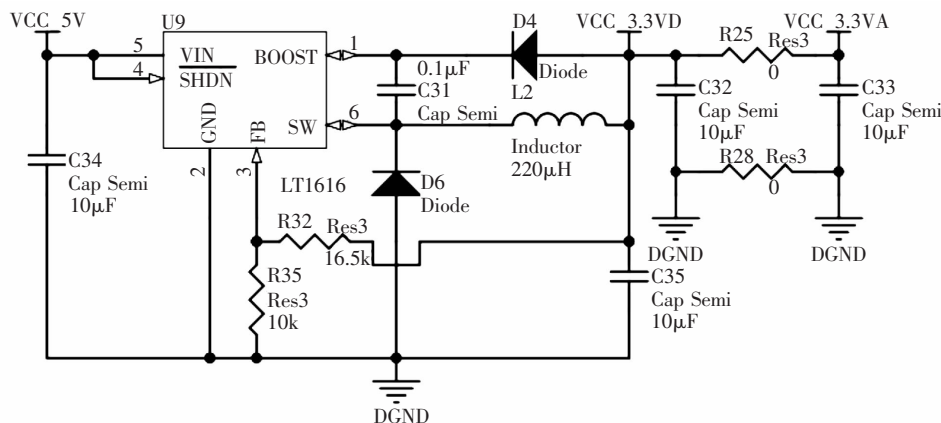 VCC_5V
U9
5
4
VIN
SHDN
GND
FB
BOOST
SW
1
6
2
3
LT1616
C34
Cap Semi
10μF
0.1μF
C31
Cap Semi
D4
Diode
L2
Inductor
220μH
D6
Diode
R32
Res3
16.5k
R35
Res3
10k
VCC_3.3VD
C35
Cap Semi
10μF
C32
Cap Semi
10μF
R25
Res3
0
R28
Res3
0
VCC_3.3VA
C33
Cap Semi
10μF
DGND
DGND
DGND